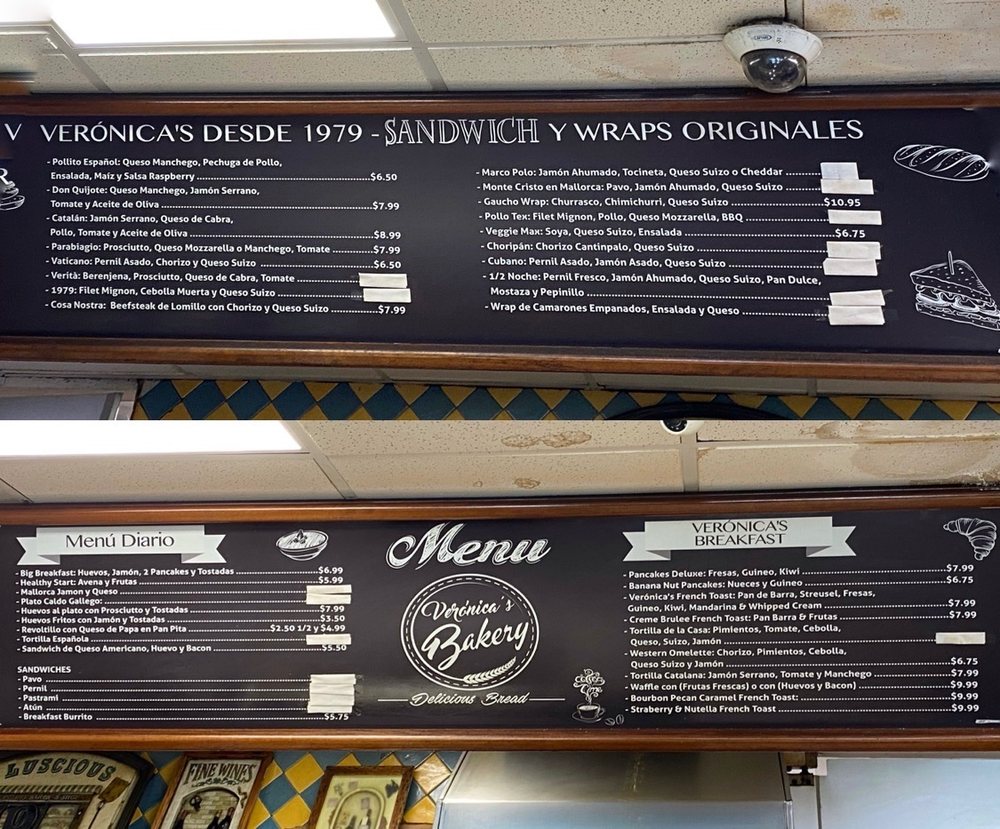 V
R
VERÓNICA'S DESDE 1979 - SANDWICH Y WRAPS ORIGINALES
- Pollito Español: Queso Manchego, Pechuga de Pollo,
Ensalada, Maíz y Salsa Raspberry ........ $6.50
- Don Quijote: Queso Manchego, Jamón Serrano,
Tomate y Aceite de Oliva ........ $7.99
- Catalán: Jamón Serrano, Queso de Cabra,
Pollo, Tomate y Aceite de Oliva ........ $8.99
- Parabiagio: Prosciutto, Queso Mozzarella o Manchego, Tomate ........ $7.99
- Vaticano: Pernil Asado, Chorizo y Queso Suizo ........ $6.50
- Verità: Berenjena, Prosciutto, Queso de Cabra, Tomate ........
- 1979: Filet Mignon, Cebolla Muerta y Queso Suizo ........
- Cosa Nostra: Beefsteak de Lomillo con Chorizo y Queso Suizo ........ $7.99
- Marco Polo: Jamón Ahumado, Tocineta, Queso Suizo o Cheddar ........
- Monte Cristo en Mallorca: Pavo, Jamón Ahumado, Queso Suizo ........
- Gaucho Wrap: Churrasco, Chimichurri, Queso Suizo ........ $10.95
- Pollo Tex: Filet Mignon, Pollo, Queso Mozzarella, BBQ ........
- Veggie Max: Soya, Queso Suizo, Ensalada ........ $6.75
- Choripán: Chorizo Cantinpalo, Queso Suizo ........
- Cubano: Pernil Asado, Jamón Asado, Queso Suizo ........
- 1/2 Noche: Pernil Fresco, Jamón Ahumado, Queso Suizo, Pan Dulce,
Mostaza y Pepinillo ........
- Wrap de Camarones Empanados, Ensalada y Queso ........
Menú Diario
- Big Breakfast: Huevos, Jamón, 2 Pancakes y Tostadas ........ $6.99
- Healthy Start: Avena y Frutas ........ $5.99
- Mallorca Jamon y Queso ........
- Plato Caldo Gallego: ........
- Huevos al plato con Prosciutto y Tostadas ........ $7.99
- Huevos Fritos con Jamón y Tostadas ........ $3.50
- Revoltillo con Queso de Papa en Pan Pita ........ $2.50 1/2 y $4.99
- Tortilla Española ........
- Sandwich de Queso Americano, Huevo y Bacon ........ $5.50
SANDWICHES
- Pavo ........
- Pernil ........
- Pastrami ........
- Atún ........
- Breakfast Burrito ........ $5.75
Menu
Verónica's
Bakery
Delicious Bread
VERÓNICA'S
BREAKFAST
- Pancakes Deluxe: Fresas, Guineo, Kiwi ........ $7.99
- Banana Nut Pancakes: Nueces y Guineo ........ $6.75
- Verónica's French Toast: Pan de Barra, Streusel, Fresas,
Guineo, Kiwi, Mandarina & Whipped Cream ........ $7.99
- Creme Brulee French Toast: Pan Barra & Frutas ........ $7.99
- Tortilla de la Casa: Pimientos, Tomate, Cebolla,
Queso, Suizo, Jamón ........
- Western Omelette: Chorizo, Pimientos, Cebolla,
Queso Suizo y Jamón ........ $6.75
- Tortilla Catalana: Jamón Serrano, Tomate y Manchego ........ $7.99
- Waffle con (Frutas Frescas) o con (Huevos y Bacon) ........ $9.99
- Bourbon Pecan Caramel French Toast: ........ $9.99
- Straberry & Nutella French Toast ........ $9.99
LUSCIOUS
FINE WINES